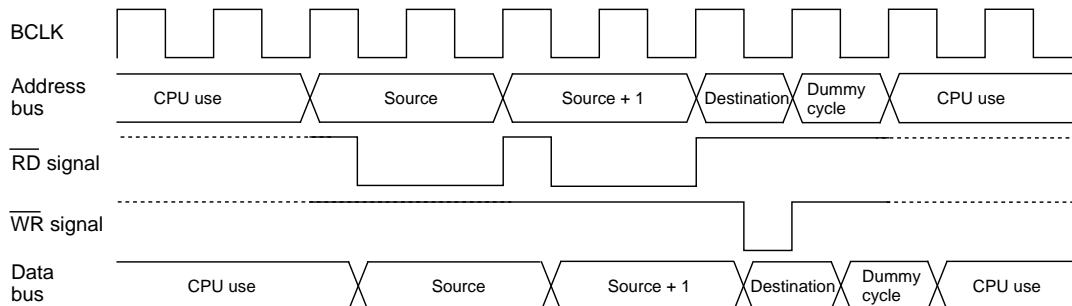 BCLK
Address
bus
CPU use
Source
Source + 1
Destination
Dummy
cycle
CPU use
RD signal
WR signal
Data
bus
CPU use
Source
Source + 1
Destination
Dummy
cycle
CPU use